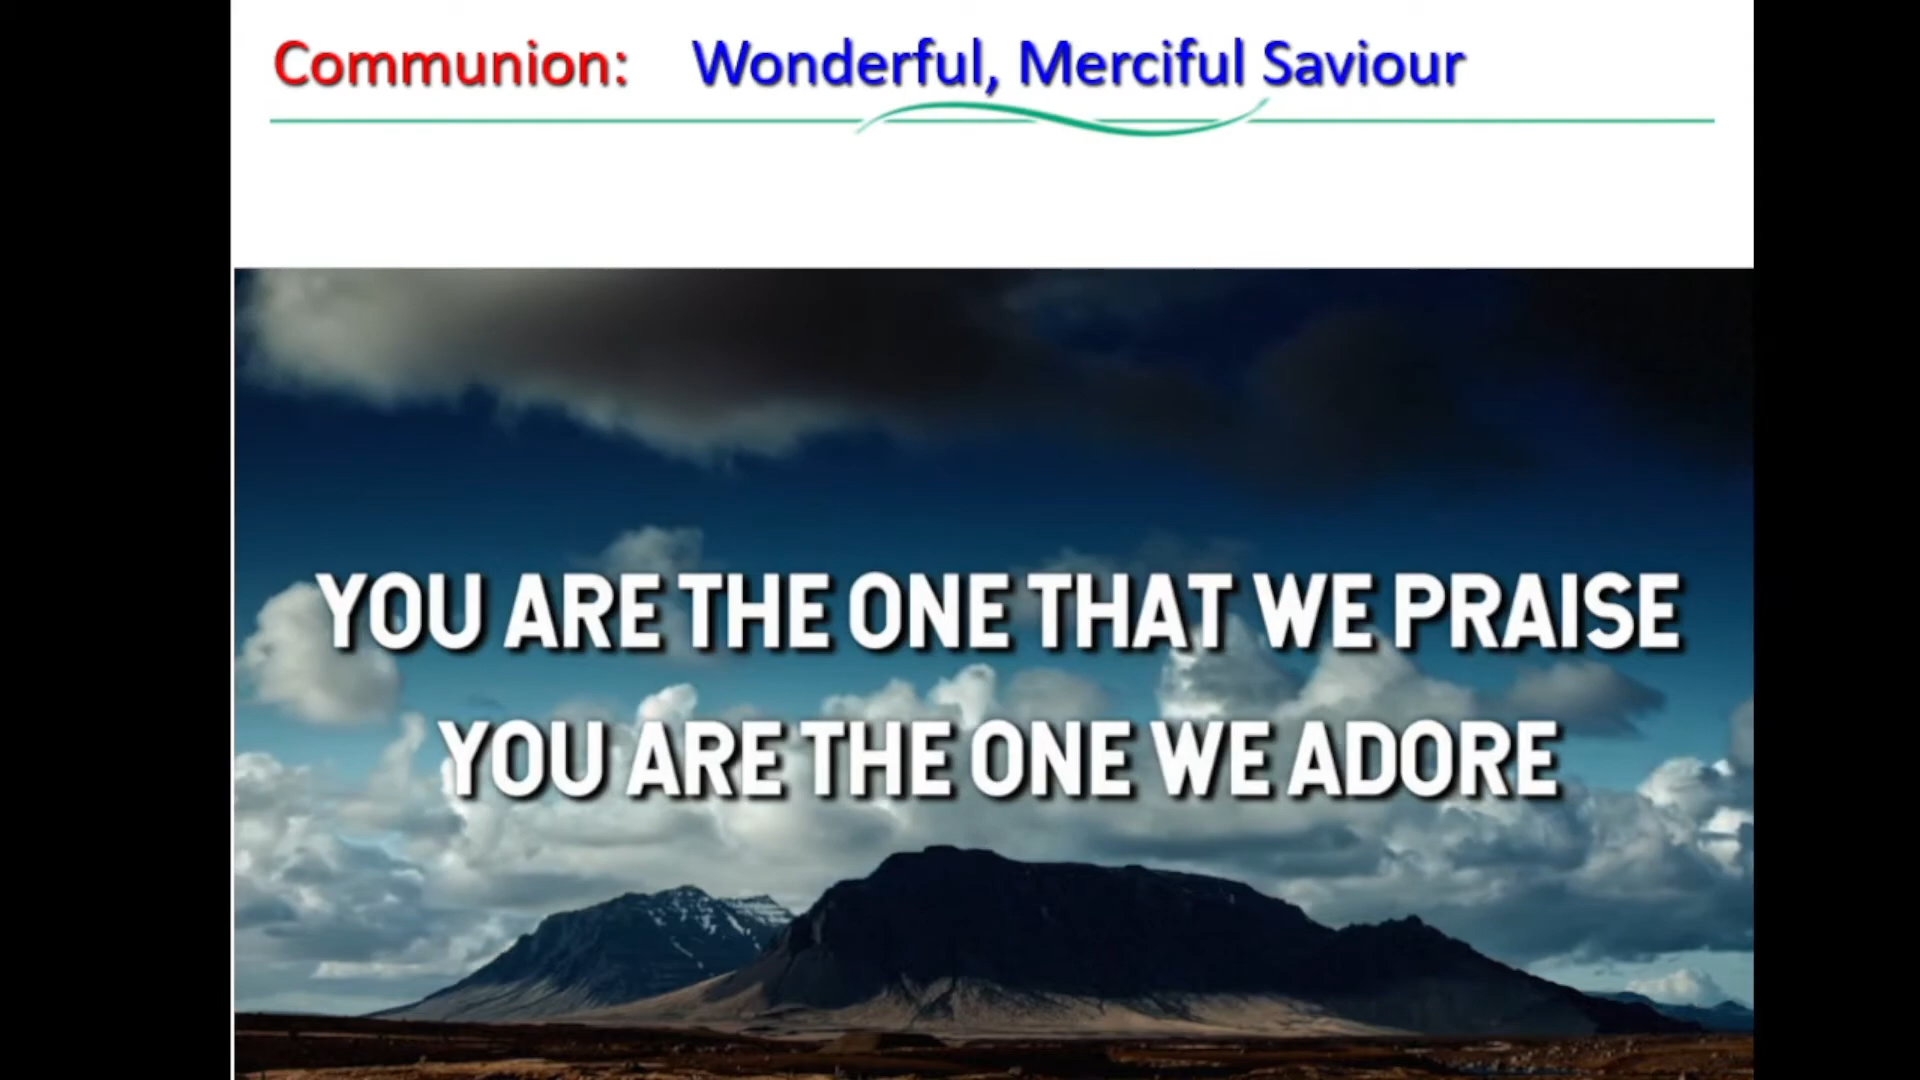 Communion: Wonderful, Merciful Saviour
YOU ARE THE ONE THAT WE PRAISE
YOU ARE THE ONE WE ADORE